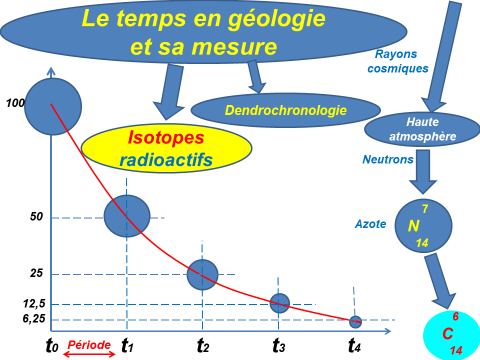 Le temps en géologie
et sa mesure
Rayons
cosmiques
Dendrochronologie
Haute
atmosphère
Isotopes
radioactifs
Neutrons
Azote
7
N
14
6
C
14
100
50
25
12,5
6,25
t0
Période
t1
t2
t3
t4